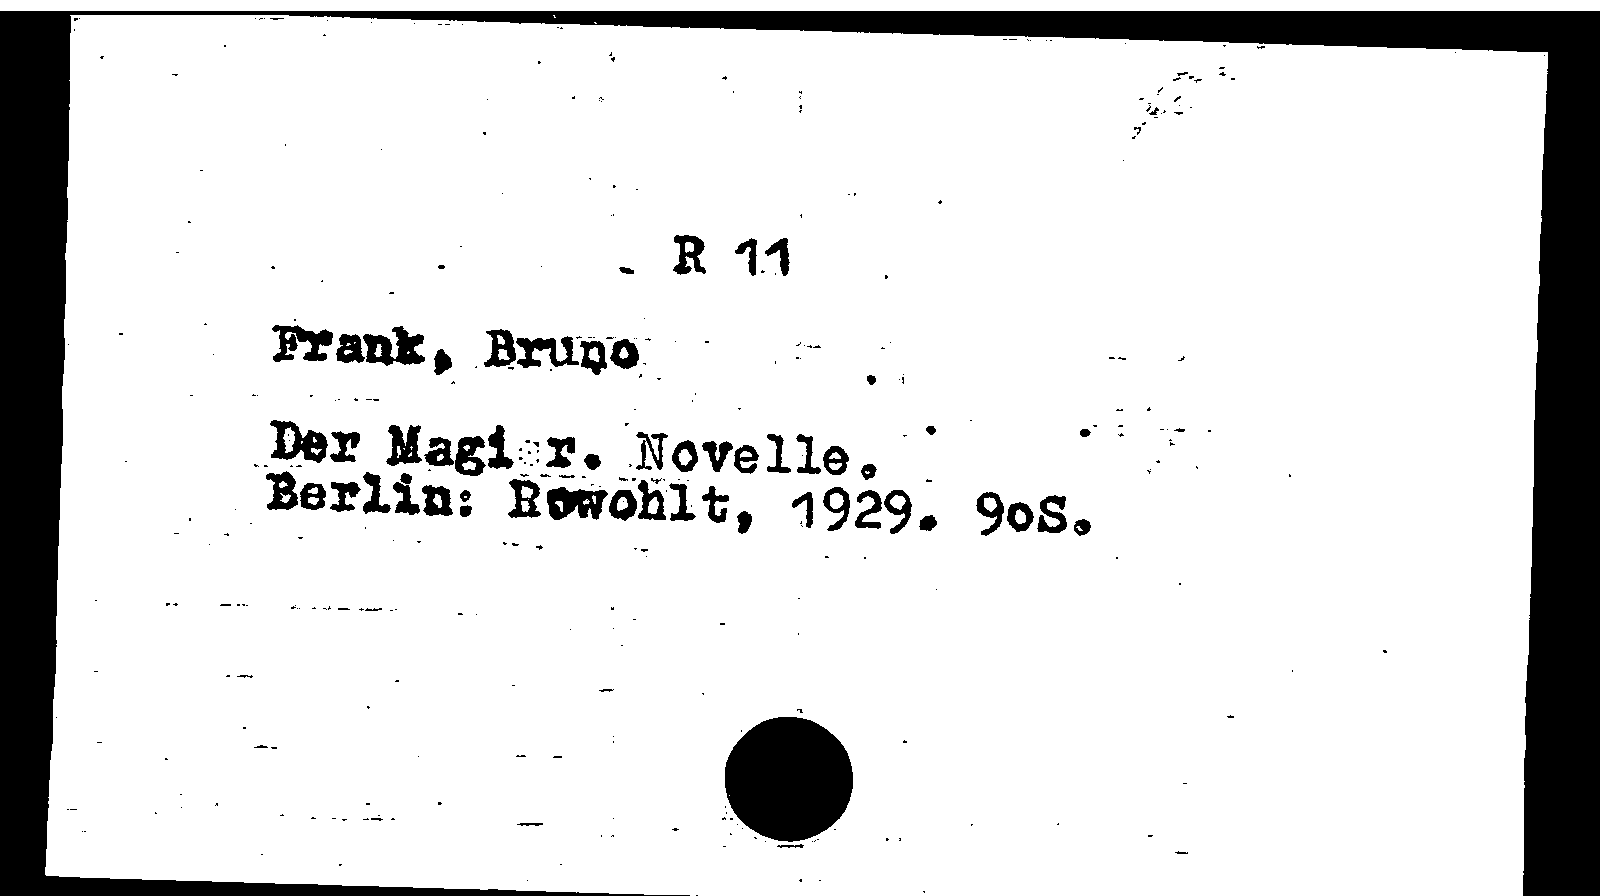 R 11
Frank, Bruno
Der Magier. Novelle.
Berlin: Rowohlt, 1929. 90S.